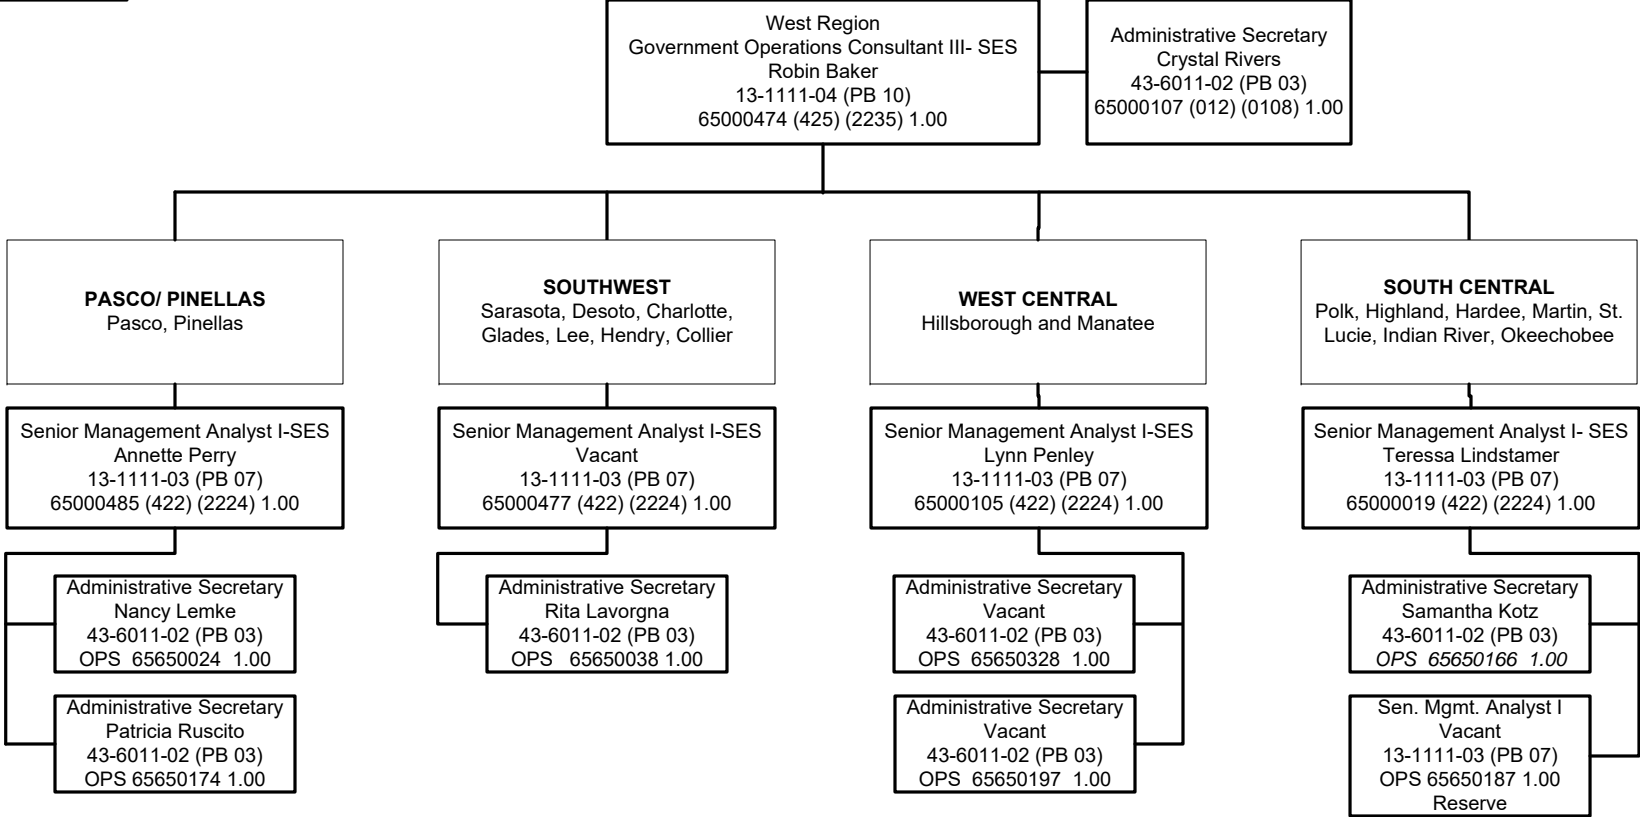 West Region
Government Operations Consultant III- SES
Robin Baker
13-1111-04 (PB 10)
65000474 (425) (2235) 1.00
Administrative Secretary
Crystal Rivers
43-6011-02 (PB 03)
65000107 (012) (0108) 1.00
PASCO/ PINELLAS
Pasco, Pinellas
SOUTHWEST
Sarasota, Desoto, Charlotte,
Glades, Lee, Hendry, Collier
WEST CENTRAL
Hillsborough and Manatee
SOUTH CENTRAL
Polk, Highland, Hardee, Martin, St.
Lucie, Indian River, Okeechobee
Senior Management Analyst I-SES
Annette Perry
13-1111-03 (PB 07)
65000485 (422) (2224) 1.00
Senior Management Analyst I-SES
Vacant
13-1111-03 (PB 07)
65000477 (422) (2224) 1.00
Senior Management Analyst I-SES
Lynn Penley
13-1111-03 (PB 07)
65000105 (422) (2224) 1.00
Senior Management Analyst I- SES
Teressa Lindstamer
13-1111-03 (PB 07)
65000019 (422) (2224) 1.00
Administrative Secretary
Nancy Lemke
43-6011-02 (PB 03)
OPS 65650024 1.00
Administrative Secretary
Rita Lavorgna
43-6011-02 (PB 03)
OPS 65650038 1.00
Administrative Secretary
Vacant
43-6011-02 (PB 03)
OPS 65650328 1.00
Administrative Secretary
Samantha Kotz
43-6011-02 (PB 03)
OPS 65650166 1.00
Administrative Secretary
Patricia Ruscito
43-6011-02 (PB 03)
OPS 65650174 1.00
Administrative Secretary
Vacant
43-6011-02 (PB 03)
OPS 65650197 1.00
Sen. Mgmt. Analyst I
Vacant
13-1111-03 (PB 07)
OPS 65650187 1.00
Reserve